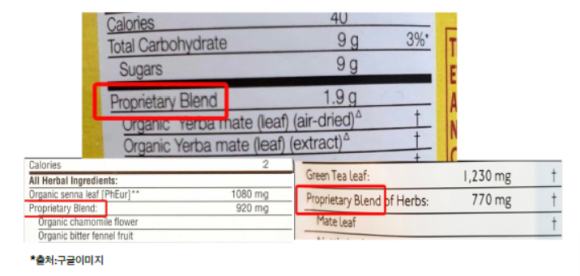 Calories 40
Total Carbohydrate 9 g 3%*
Sugars 9 g
Proprietary Blend 1.9 g
Organic Yerba mate (leaf) (air-dried)Δ †
Organic Yerba mate (leaf) (extract)Δ †
TEAN
Calories 2
All Herbal Ingredients:
Organic senna leaf [PhEur]** 1080 mg
Proprietary Blend: 920 mg
Organic chamomile flower
Organic bitter fennel fruit
Green Tea Leaf: 1,230 mg †
Proprietary Blend of Herbs: 770 mg †
Mate Leaf †
*출처:구글이미지